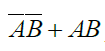 A̅ B̅ + AB